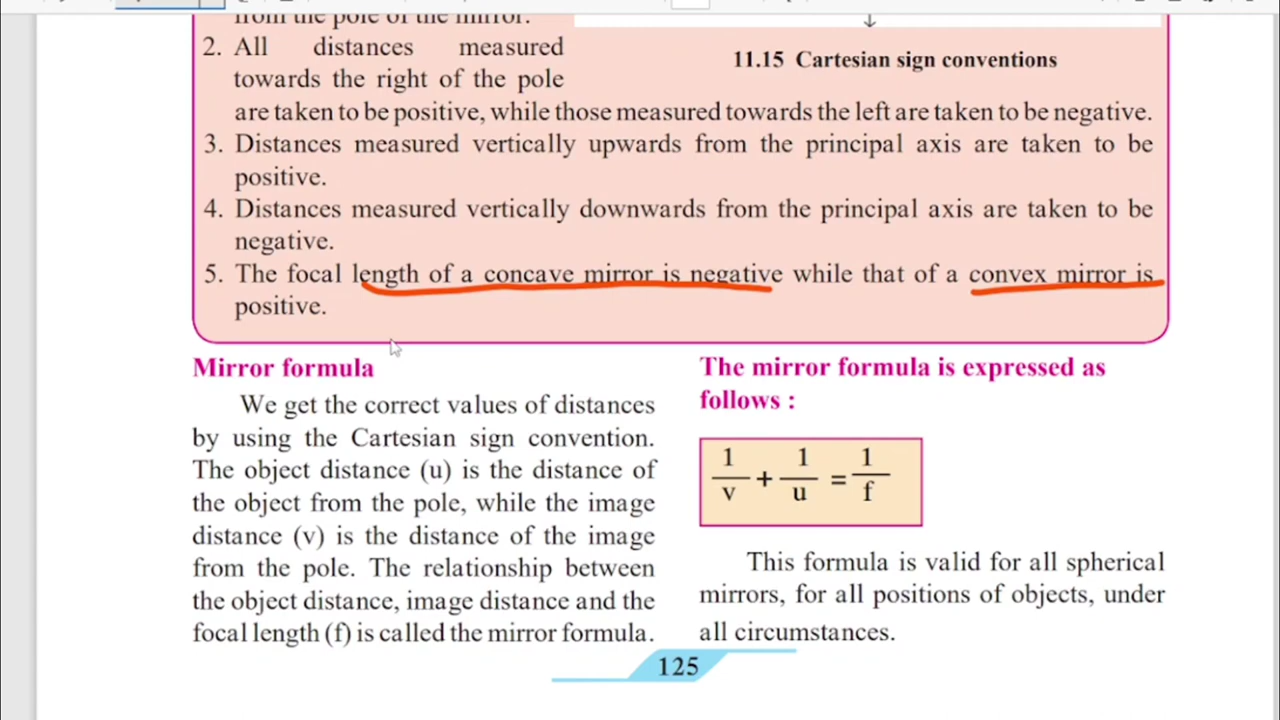 from the pole of the mirror.
2. All distances measured
towards the right of the pole
11.15 Cartesian sign conventions
are taken to be positive, while those measured towards the left are taken to be negative.
3. Distances measured vertically upwards from the principal axis are taken to be
positive.
4. Distances measured vertically downwards from the principal axis are taken to be
negative.
5. The focal length of a concave mirror is negative while that of a convex mirror is
positive.
Mirror formula
We get the correct values of distances
by using the Cartesian sign convention.
The object distance (u) is the distance of
the object from the pole, while the image
distance (v) is the distance of the image
from the pole. The relationship between
the object distance, image distance and the
focal length (f) is called the mirror formula.
The mirror formula is expressed as
follows :
1/v + 1/u = 1/f
This formula is valid for all spherical
mirrors, for all positions of objects, under
all circumstances.
125